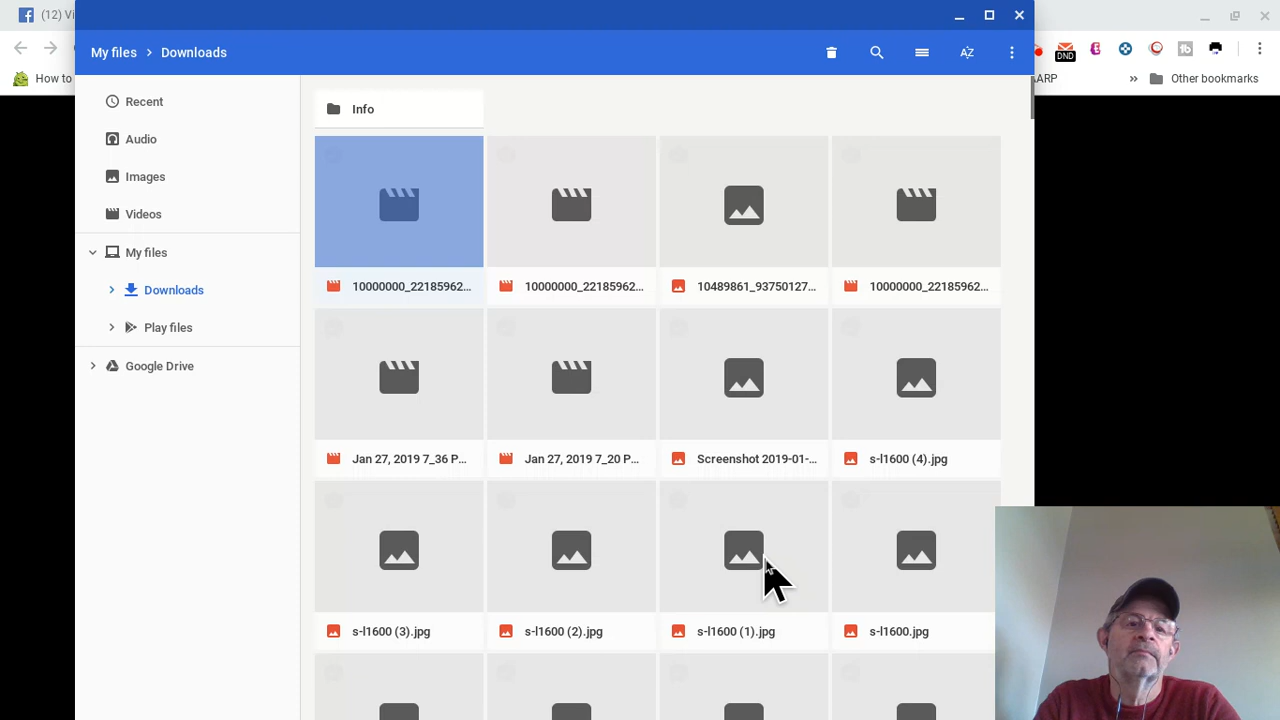 (12) Vi
My files > Downloads
DND
How to
ARP
»
Other bookmarks
Recent
Audio
Images
Videos
My files
Downloads
Play files
Google Drive
Info
10000000_22185962...
10000000_22185962...
10489861_93750127...
10000000_22185962...
Jan 27, 2019 7_36 P...
Jan 27, 2019 7_20 P...
Screenshot 2019-01-...
s-l1600 (4).jpg
s-l1600 (3).jpg
s-l1600 (2).jpg
s-l1600 (1).jpg
s-l1600.jpg